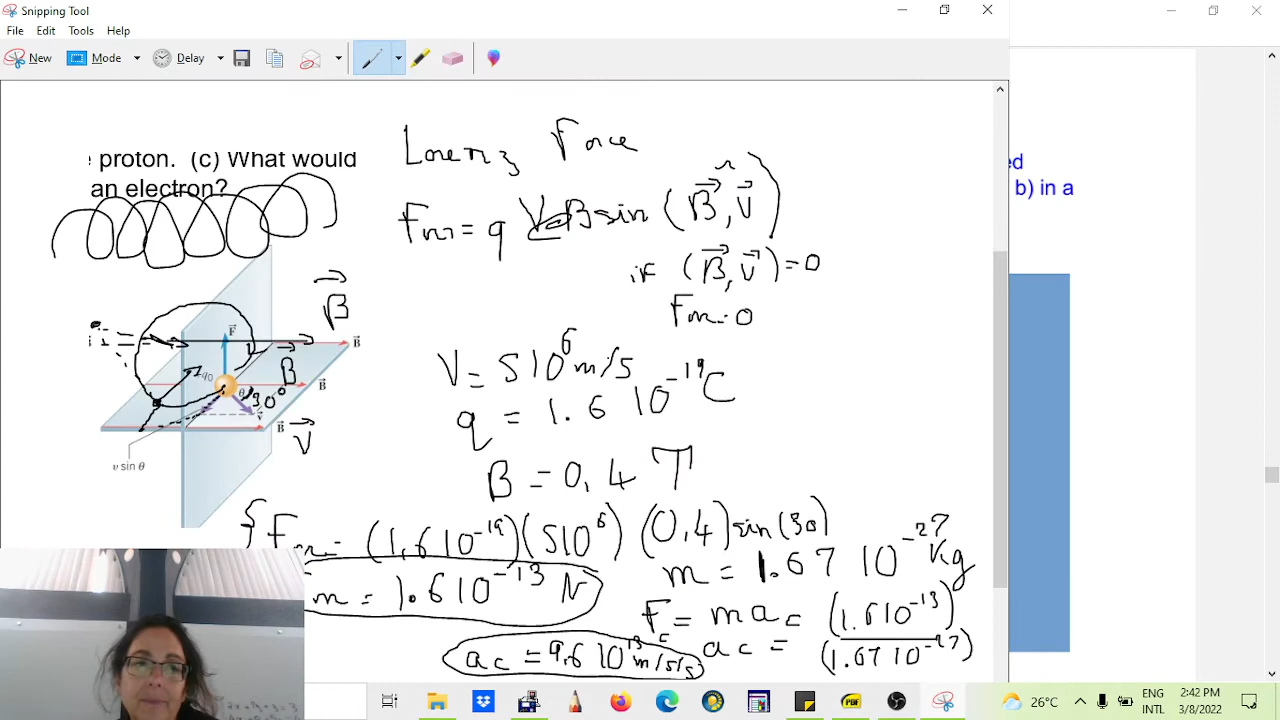 Snipping Tool
File Edit Tools Help
New Mode Delay
proton. (c) What would
an electron?
Lorentz Force
Fm = q V B sin (B, V)
if (B, V) = 0
Fm = 0
B
F
B
q0
B
B
θ 30°
v
B
V
v sin θ
V = 5 10^6 m/s
q = 1.6 10^-19 C
B = 0,4 T
Fm = (1,6 10^-19)(5 10^6) (0,4) sin(30)
m = 1.67 10^-27 kg
m = 1.6 10^-13 N
Fc = m ac = (1.6 10^-13)
ac = (1.67 10^-27)
ac = 9.6 10^13 m/s/s
ed
b) in a
26°C
ENG
INTL
2:42 PM
3/8/2022
PDF